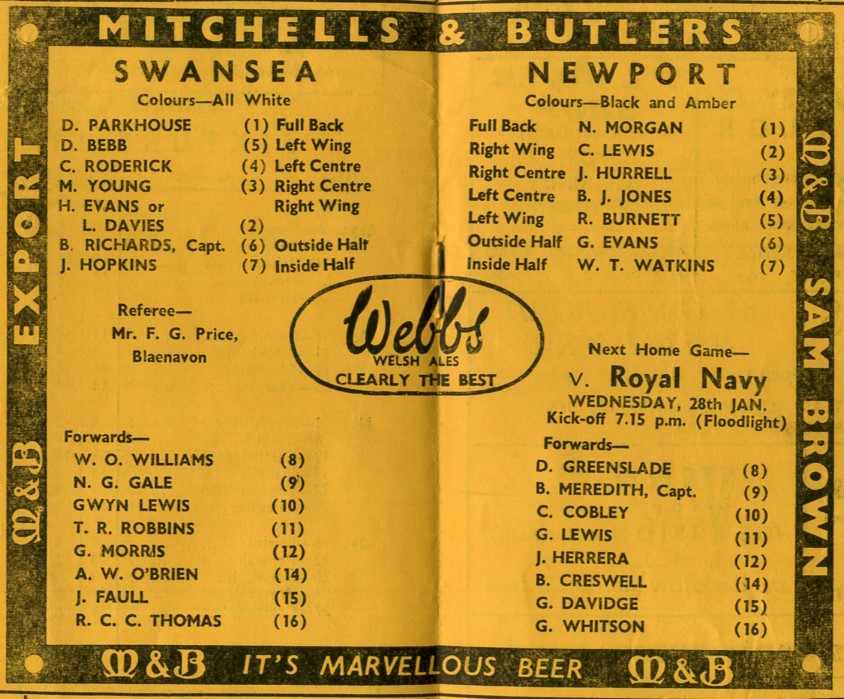 MITCHELLS & BUTLERS
M&B EXPORT
SWANSEA
Colours—All White
D. PARKHOUSE (1) Full Back
D. BEBB (5) Left Wing
C. RODERICK (4) Left Centre
M. YOUNG (3) Right Centre
H. EVANS or Right Wing
L. DAVIES (2)
B. RICHARDS, Capt. (6) Outside Half
J. HOPKINS (7) Inside Half
Referee—
Mr. F. G. Price,
Blaenavon
Forwards—
W. O. WILLIAMS (8)
N. G. GALE (9)
GWYN LEWIS (10)
T. R. ROBBINS (11)
G. MORRIS (12)
A. W. O'BRIEN (14)
J. FAULL (15)
R. C. C. THOMAS (16)
Webbs
WELSH ALES
CLEARLY THE BEST
NEWPORT
Colours—Black and Amber
Full Back N. MORGAN (1)
Right Wing C. LEWIS (2)
Right Centre J. HURRELL (3)
Left Centre B. J. JONES (4)
Left Wing R. BURNETT (5)
Outside Half G. EVANS (6)
Inside Half W. T. WATKINS (7)
Next Home Game—
v. Royal Navy
WEDNESDAY, 28th JAN.
Kick-off 7.15 p.m. (Floodlight)
Forwards—
D. GREENSLADE (8)
B. MEREDITH, Capt. (9)
C. COBLEY (10)
G. LEWIS (11)
J. HERRERA (12)
B. CRESWELL (14)
G. DAVIDGE (15)
G. WHITSON (16)
M&B SAM BROWN
M&B IT'S MARVELLOUS BEER M&B